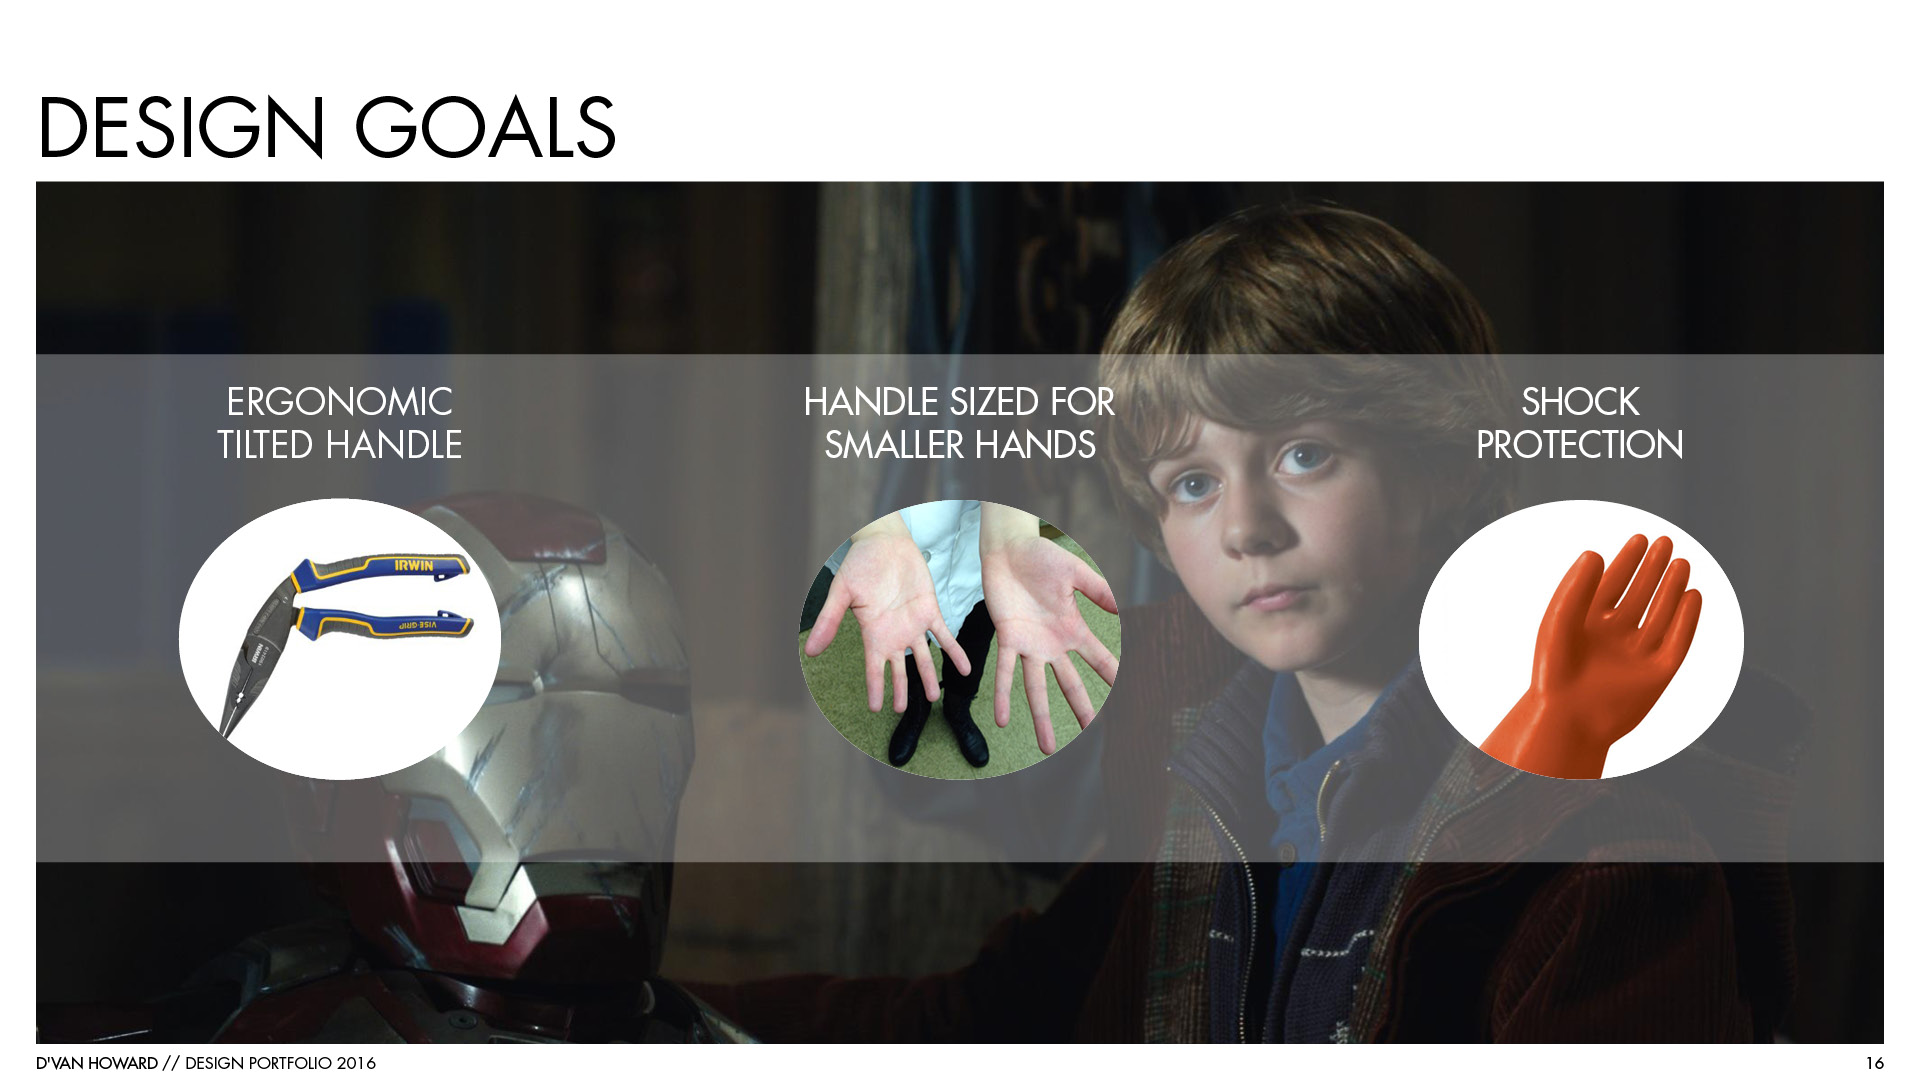 DESIGN GOALS
ERGONOMIC
TILTED HANDLE
HANDLE SIZED FOR
SMALLER HANDS
SHOCK
PROTECTION
IRWIN
VISE-GRIP
IRWIN
D'VAN HOWARD // DESIGN PORTFOLIO 2016
16